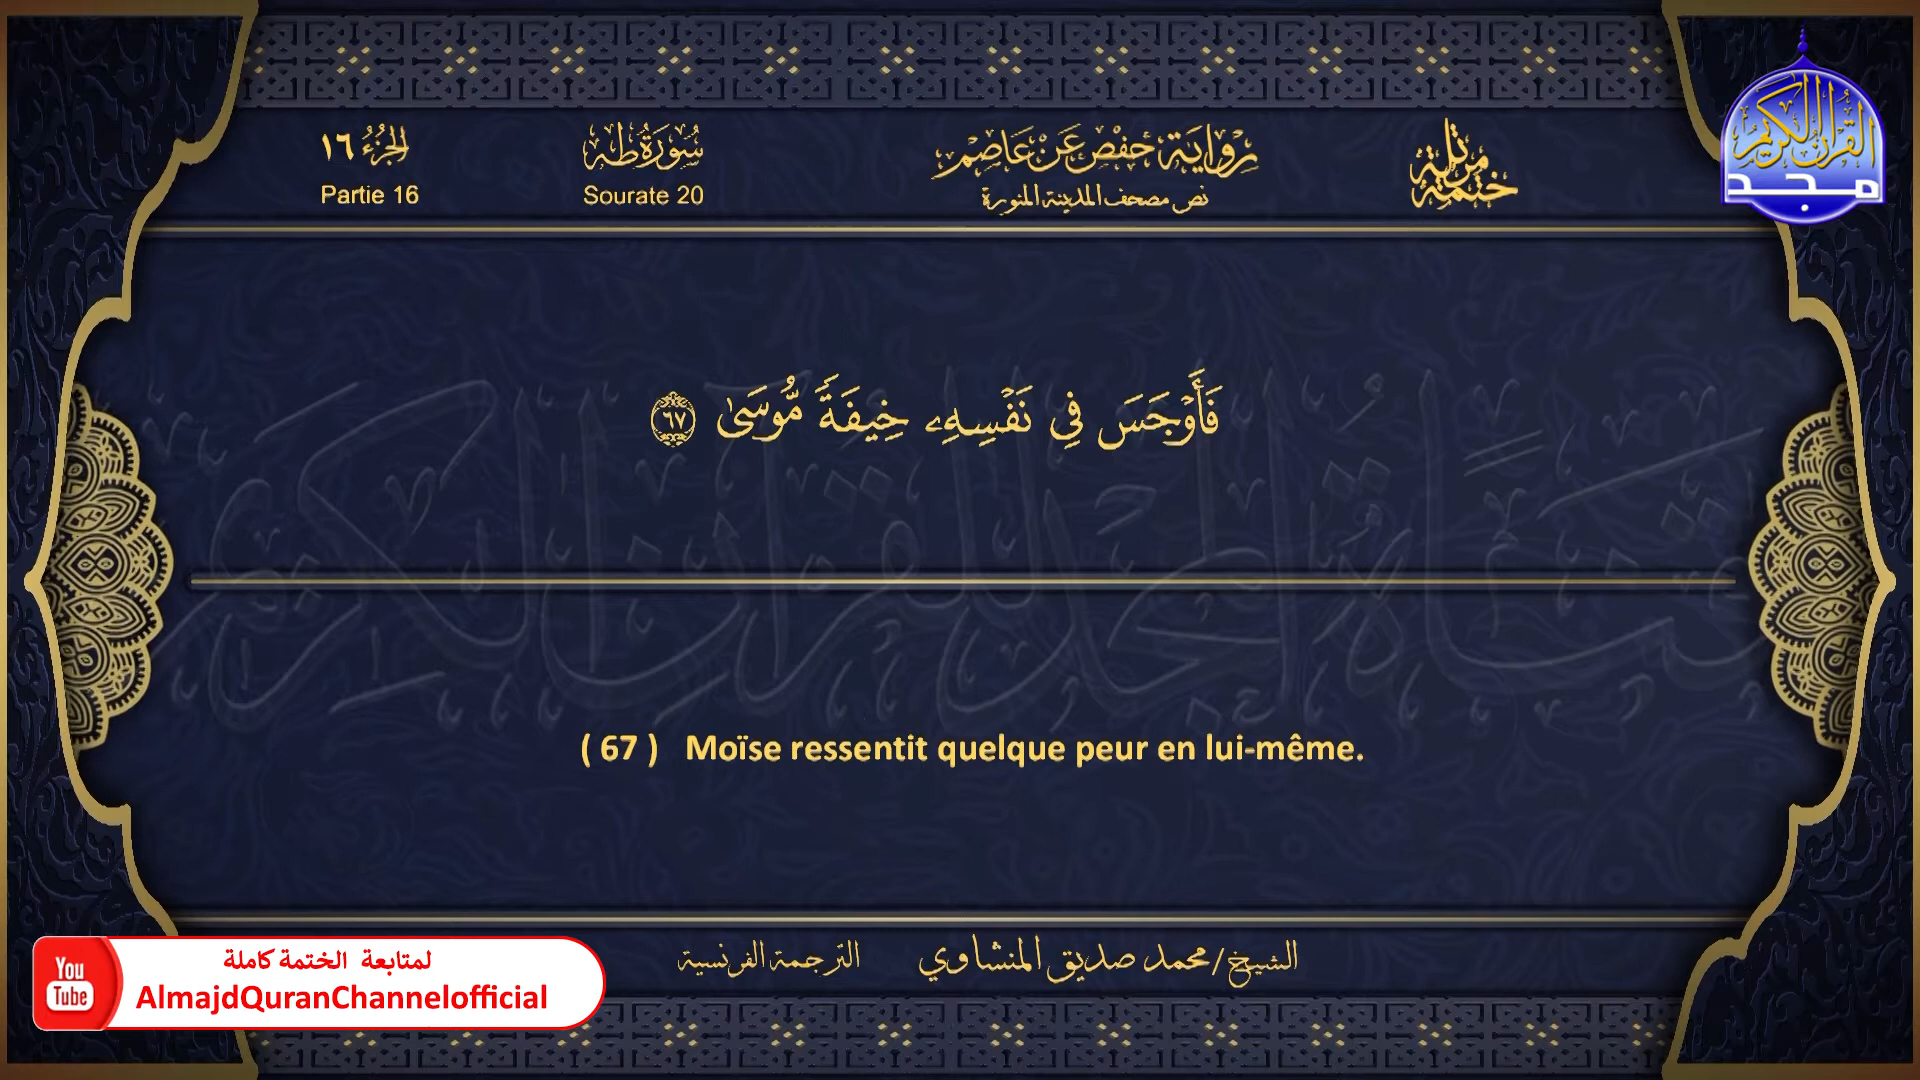 ختمة مرتلة
رواية حفص عن عاصم
نص مصحف المدينة المنورة
سورة طه
Sourate 20
الجزء ١٦
Partie 16
القرآن الكريم
مجد
فَأَوْجَسَ فِي نَفْسِهِۦ خِيفَةً مُّوسَىٰ ٦٧
( 67 ) Moïse ressentit quelque peur en lui-même.
الشيخ/محمد صديق المنشاوي
الترجمة الفرنسية
You
Tube
لمتابعة الختمة كاملة
AlmajdQuranChannelofficial